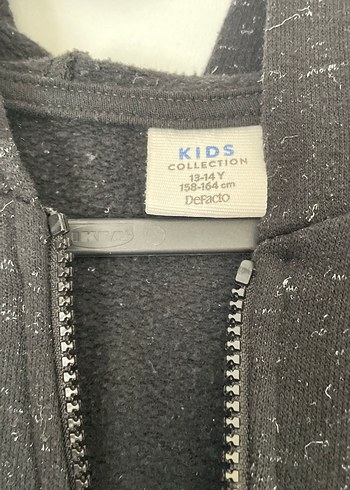 KIDS
COLLECTION
13-14 Y
158-164 cm
DeFacto